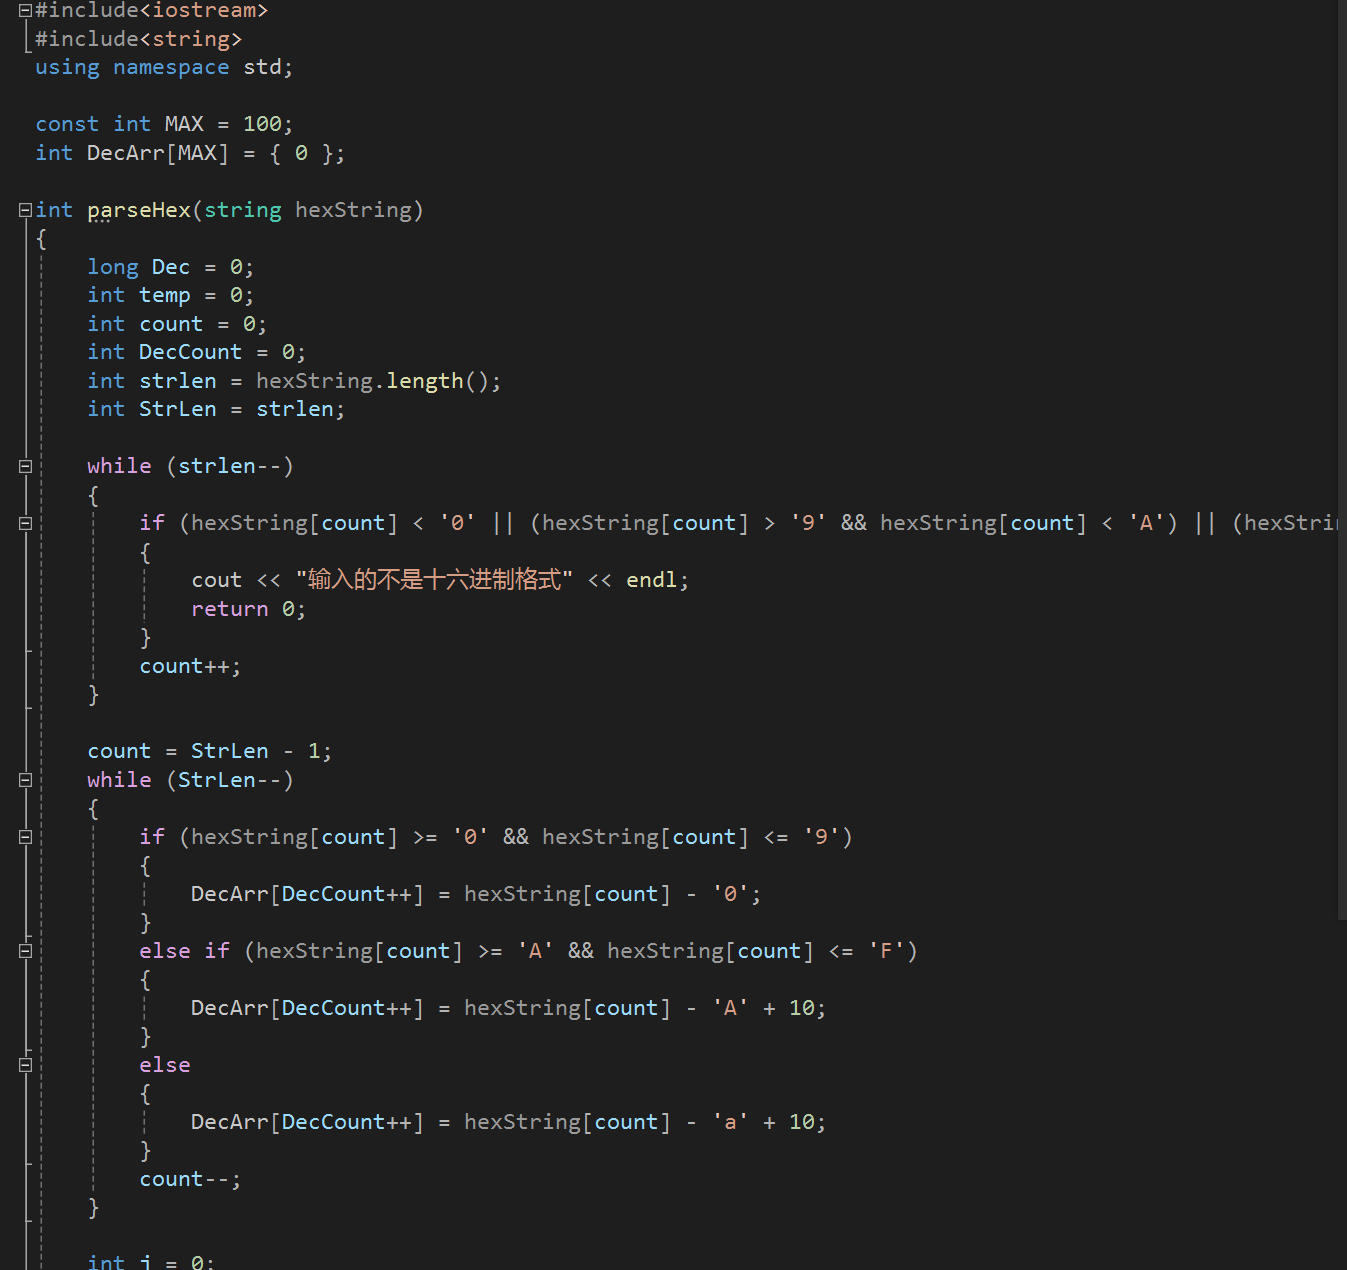 #include<iostream>
#include<string>
using namespace std;
const int MAX = 100;
int DecArr[MAX] = { 0 };
int parseHex(string hexString)
{
long Dec = 0;
int temp = 0;
int count = 0;
int DecCount = 0;
int strlen = hexString.length();
int StrLen = strlen;
while (strlen--)
{
if (hexString[count] < '0' || (hexString[count] > '9' && hexString[count] < 'A') || (hexStri
{
cout << "输入的不是十六进制格式" << endl;
return 0;
}
count++;
}
count = StrLen - 1;
while (StrLen--)
{
if (hexString[count] >= '0' && hexString[count] <= '9')
{
DecArr[DecCount++] = hexString[count] - '0';
}
else if (hexString[count] >= 'A' && hexString[count] <= 'F')
{
DecArr[DecCount++] = hexString[count] - 'A' + 10;
}
else
{
DecArr[DecCount++] = hexString[count] - 'a' + 10;
}
count--;
}
int j = 0;